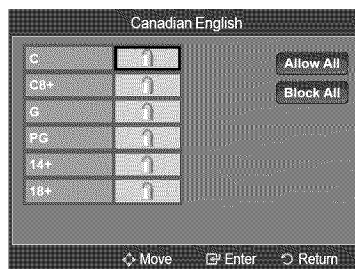 Canadian English
C
Allow All
C8+
Block All
G
PG
14+
18+
Move Enter Return